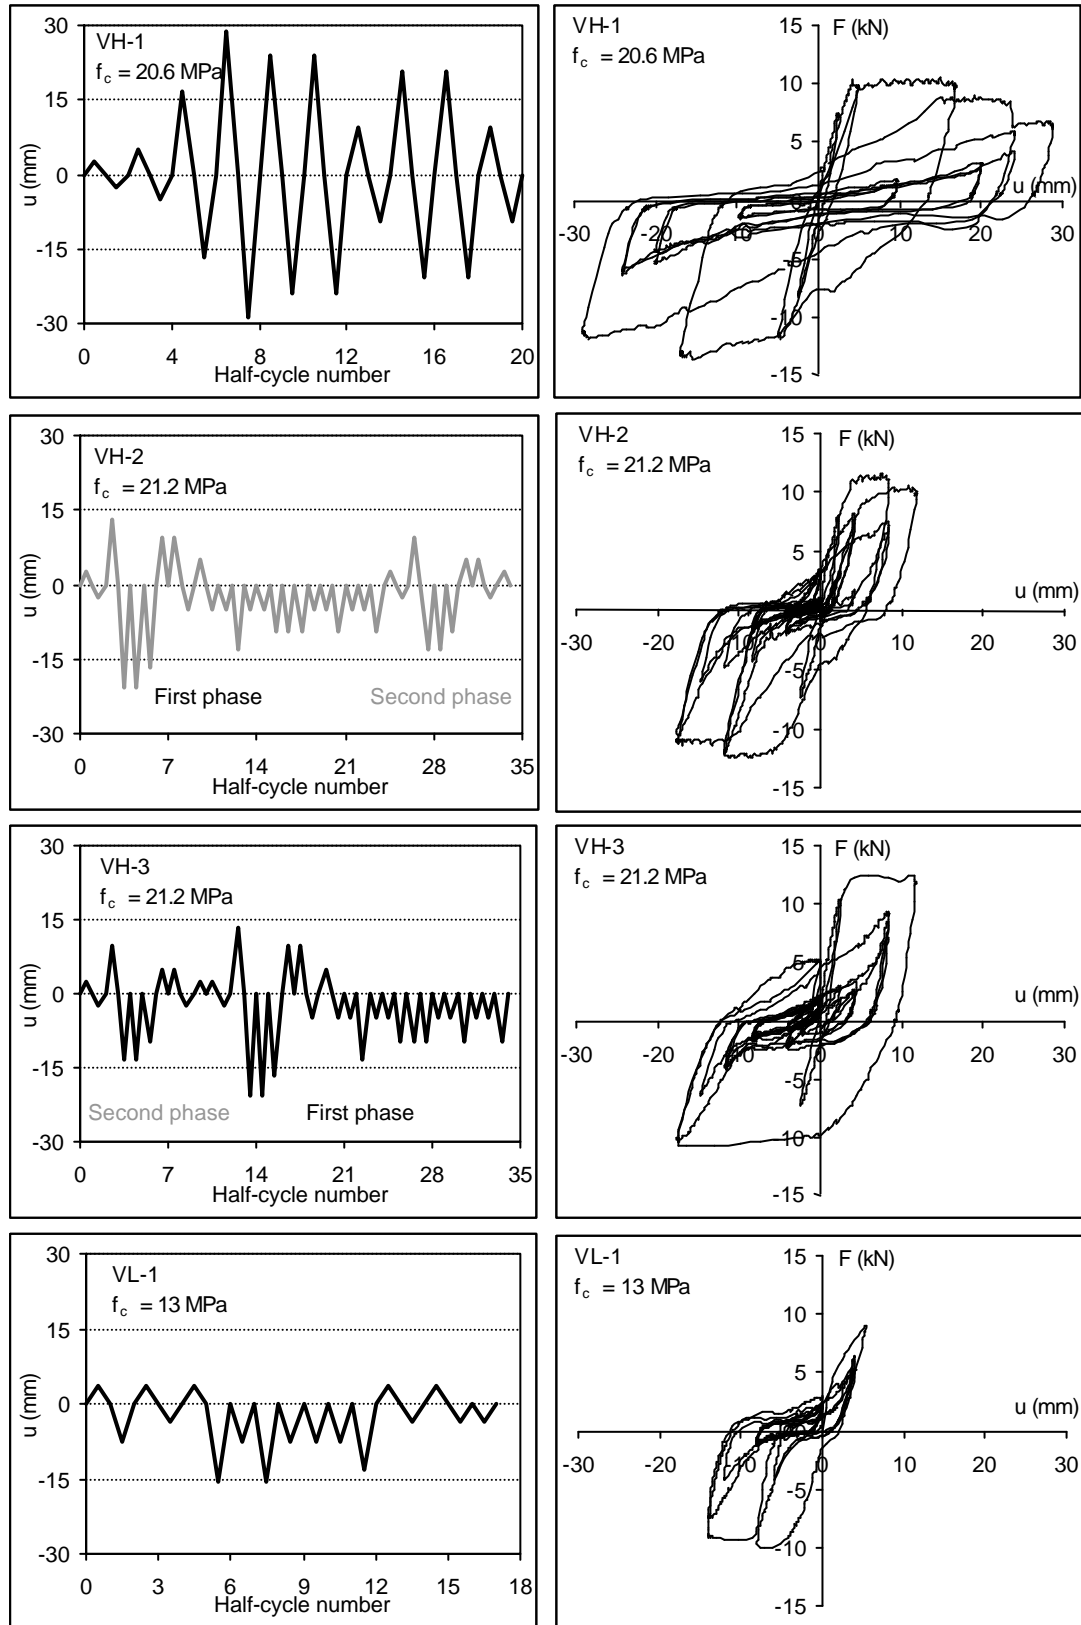 VH-1
f c = 20.6 MPa
u (mm)
30
15
0
-15
-30
0 4 8 12 16 20
Half-cycle number
VH-1
f c = 20.6 MPa
F (kN)
u (mm)
15
10
5
0
-5
-10
-15
-30 -20 -10 0 10 20 30
VH-2
f c = 21.2 MPa
u (mm)
30
15
0
-15
-30
First phase Second phase
0 7 14 21 28 35
Half-cycle number
VH-2
f c = 21.2 MPa
F (kN)
u (mm)
15
10
5
0
-5
-10
-15
-30 -20 -10 0 10 20 30
VH-3
f c = 21.2 MPa
u (mm)
30
15
0
-15
-30
Second phase First phase
0 7 14 21 28 35
Half-cycle number
VH-3
f c = 21.2 MPa
F (kN)
u (mm)
15
10
5
-5
-10
-15
-30 -20 -10 0 10 20 30
VL-1
f c = 13 MPa
u (mm)
30
15
0
-15
-30
0 3 6 9 12 15 18
Half-cycle number
VL-1
f c = 13 MPa
F (kN)
u (mm)
15
10
5
-5
-10
-15
-30 -20 -10 0 10 20 30